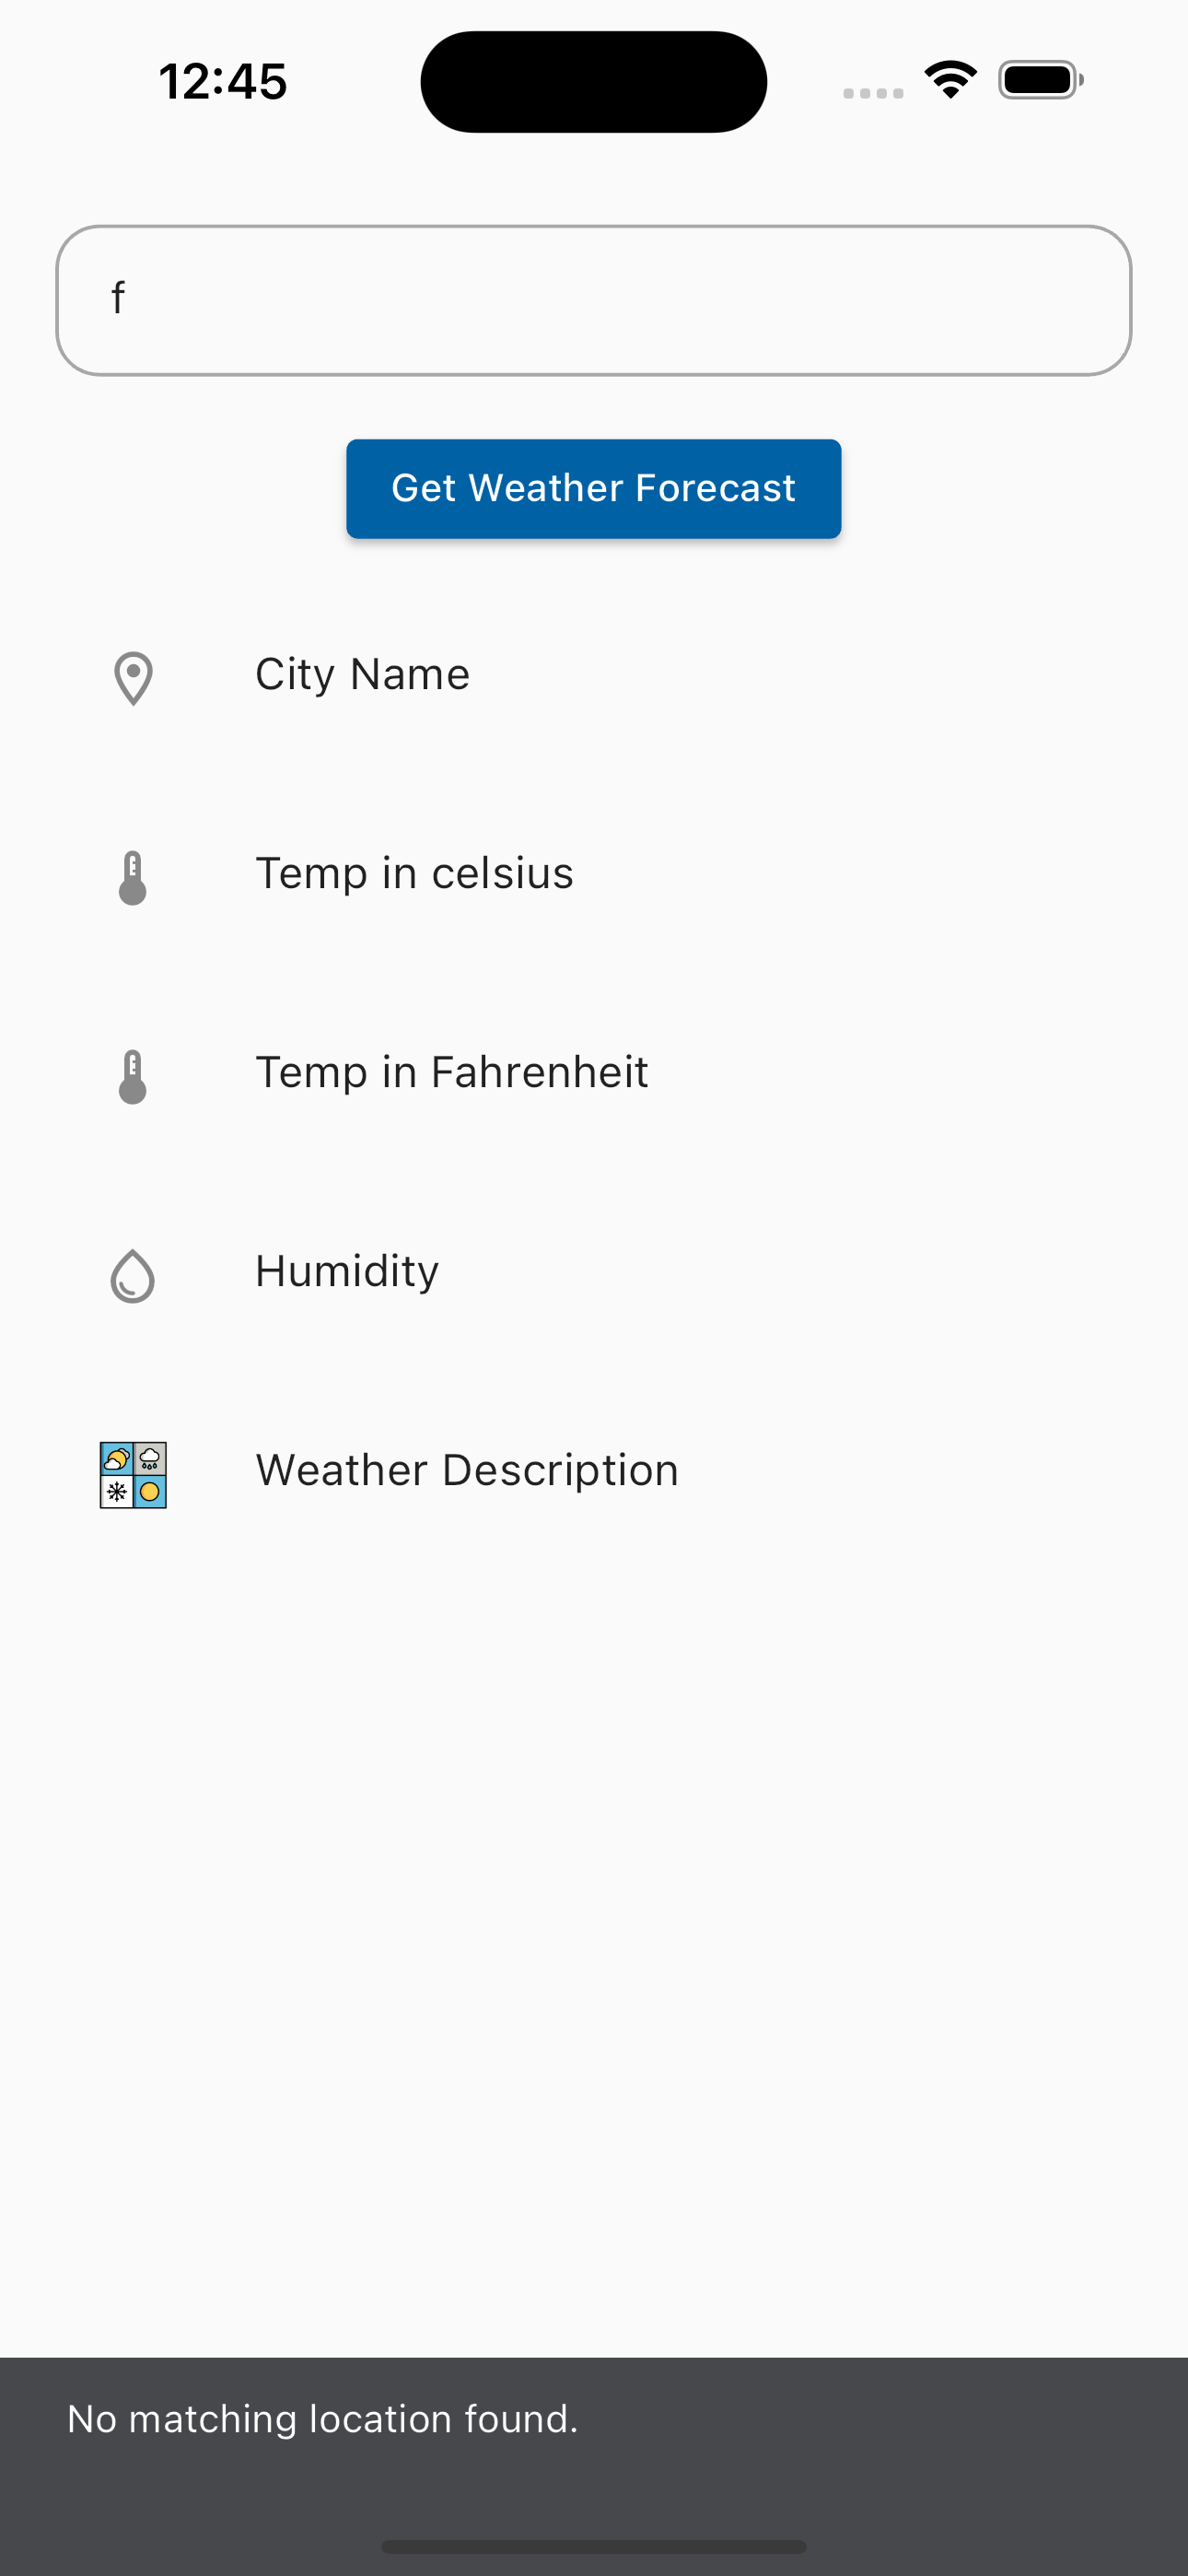 12:45
f
Get Weather Forecast
City Name
Temp in celsius
Temp in Fahrenheit
Humidity
Weather Description
No matching location found.